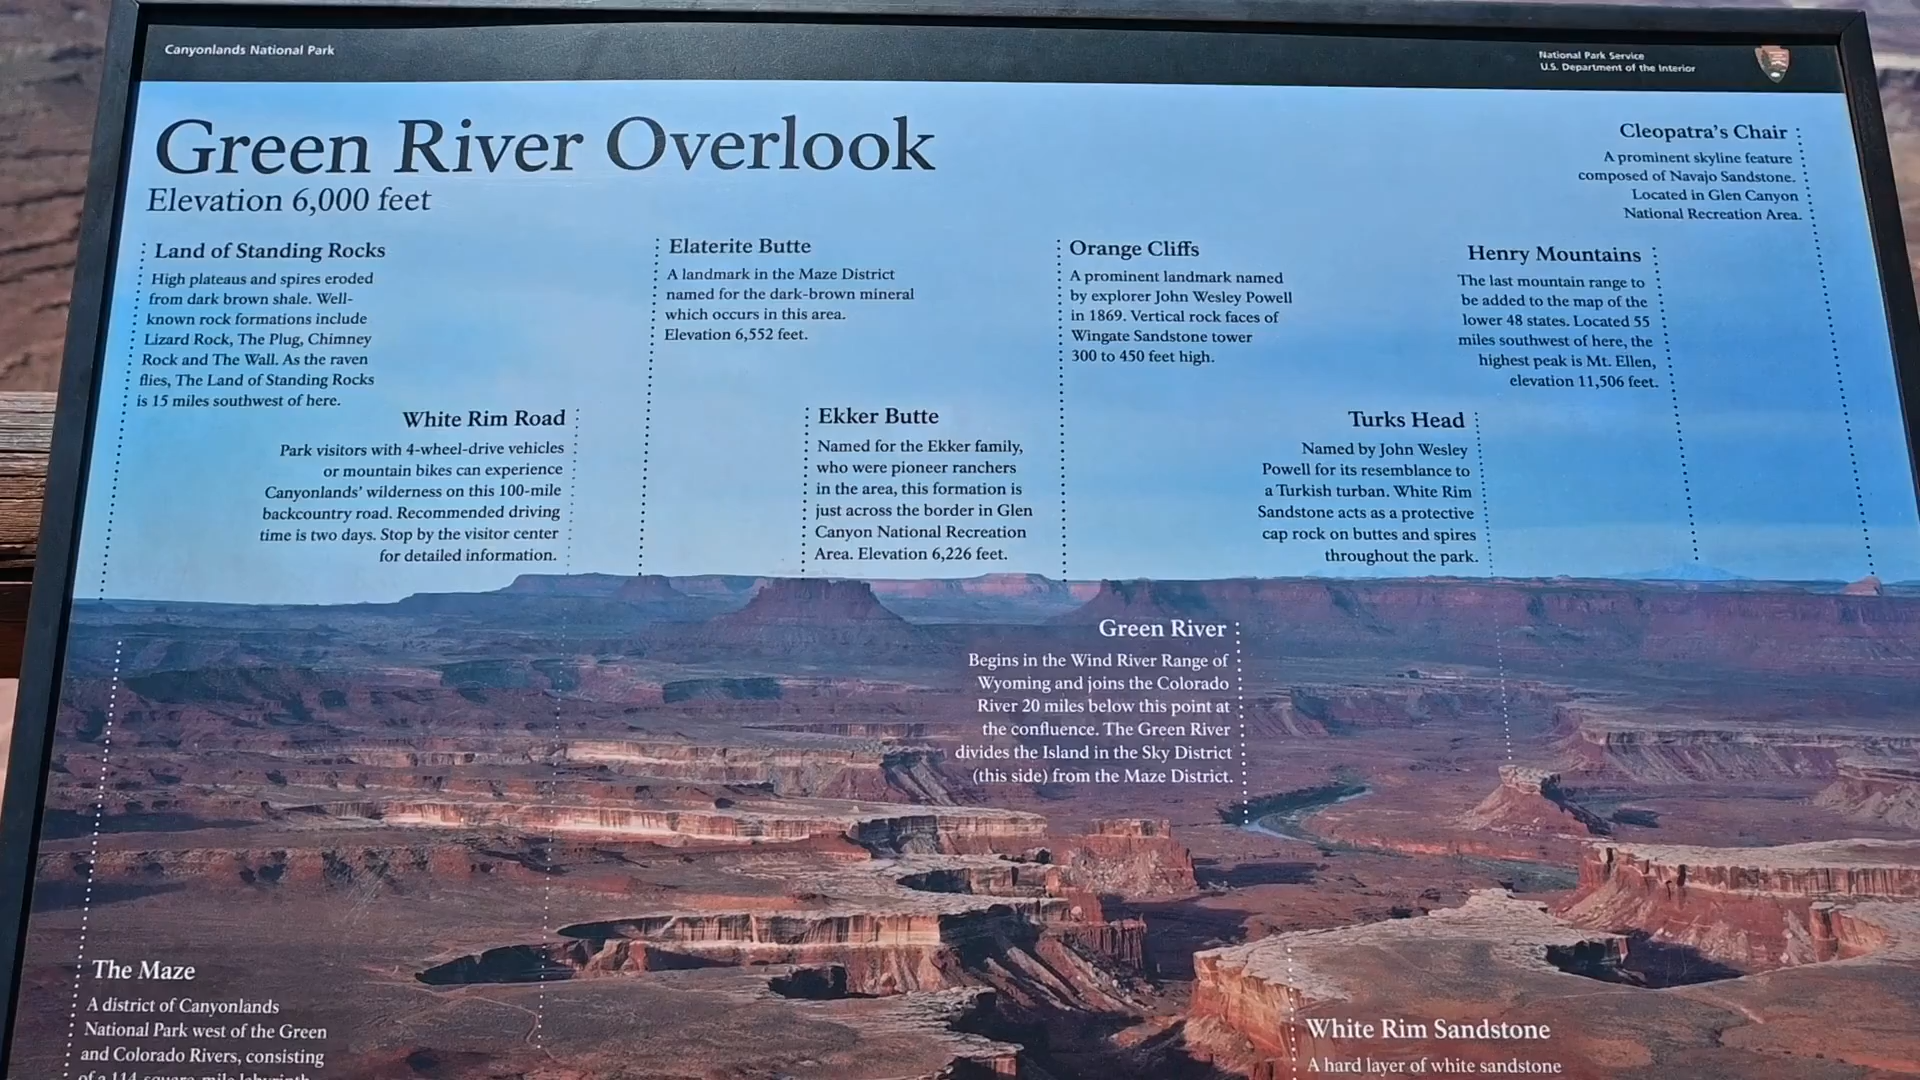 Canyonlands National Park
National Park Service
U.S. Department of the Interior
Green River Overlook
Elevation 6,000 feet
Cleopatra's Chair
A prominent skyline feature
composed of Navajo Sandstone.
Located in Glen Canyon
National Recreation Area.
Land of Standing Rocks
High plateaus and spires eroded
from dark brown shale. Well-
known rock formations include
Lizard Rock, The Plug, Chimney
Rock and The Wall. As the raven
flies, The Land of Standing Rocks
is 15 miles southwest of here.
Elaterite Butte
A landmark in the Maze District
named for the dark-brown mineral
which occurs in this area.
Elevation 6,552 feet.
Orange Cliffs
A prominent landmark named
by explorer John Wesley Powell
in 1869. Vertical rock faces of
Wingate Sandstone tower
300 to 450 feet high.
Henry Mountains
The last mountain range to
be added to the map of the
lower 48 states. Located 55
miles southwest of here, the
highest peak is Mt. Ellen,
elevation 11,506 feet.
White Rim Road
Park visitors with 4-wheel-drive vehicles
or mountain bikes can experience
Canyonlands' wilderness on this 100-mile
backcountry road. Recommended driving
time is two days. Stop by the visitor center
for detailed information.
Ekker Butte
Named for the Ekker family,
who were pioneer ranchers
in the area, this formation is
just across the border in Glen
Canyon National Recreation
Area. Elevation 6,226 feet.
Turks Head
Named by John Wesley
Powell for its resemblance to
a Turkish turban. White Rim
Sandstone acts as a protective
cap rock on buttes and spires
throughout the park.
Green River
Begins in the Wind River Range of
Wyoming and joins the Colorado
River 20 miles below this point at
the confluence. The Green River
divides the Island in the Sky District
(this side) from the Maze District.
The Maze
A district of Canyonlands
National Park west of the Green
and Colorado Rivers, consisting
of a 114-square-mile labyrinth
White Rim Sandstone
A hard layer of white sandstone